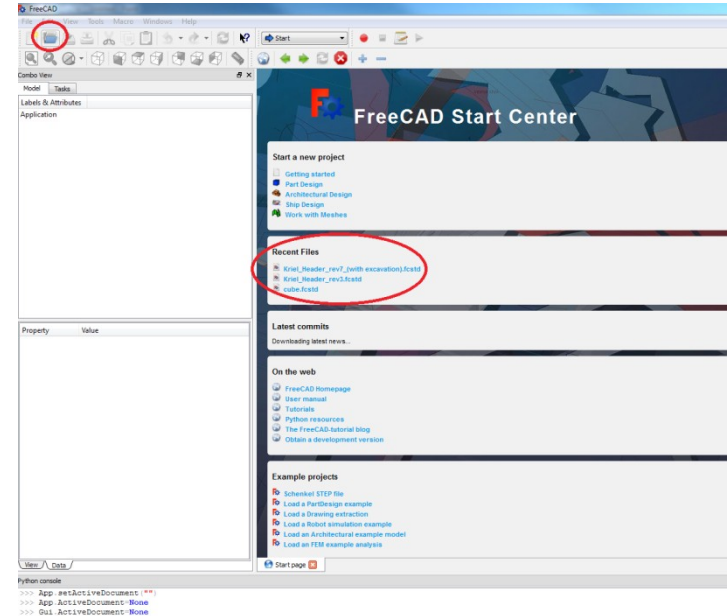 FreeCAD
File Edit View Tools Macro Windows Help
Start
Combo View
Model Tasks
Labels & Attributes
Application
FreeCAD Start Center
Start a new project
Getting started
Part Design
Architectural Design
Ship Design
Work with Meshes
Recent Files
Kriel_Header_rev7_(with excavation).fcstd
Kriel_Header_rev3.fcstd
cube.fcstd
Latest commits
Downloading latest news...
Property Value
On the web
FreeCAD Homepage
User manual
Tutorials
Python resources
The FreeCAD-tutorial blog
Obtain a development version
Example projects
Schenkel STEP file
Load a PartDesign example
Load a Drawing extraction
Load a Robot simulation example
Load an Architectural example model
Load an FEM example analysis
View Data
Start page
Python console
>>> App.setActiveDocument("")
>>> App.ActiveDocument=None
>>> Gui.ActiveDocument=None